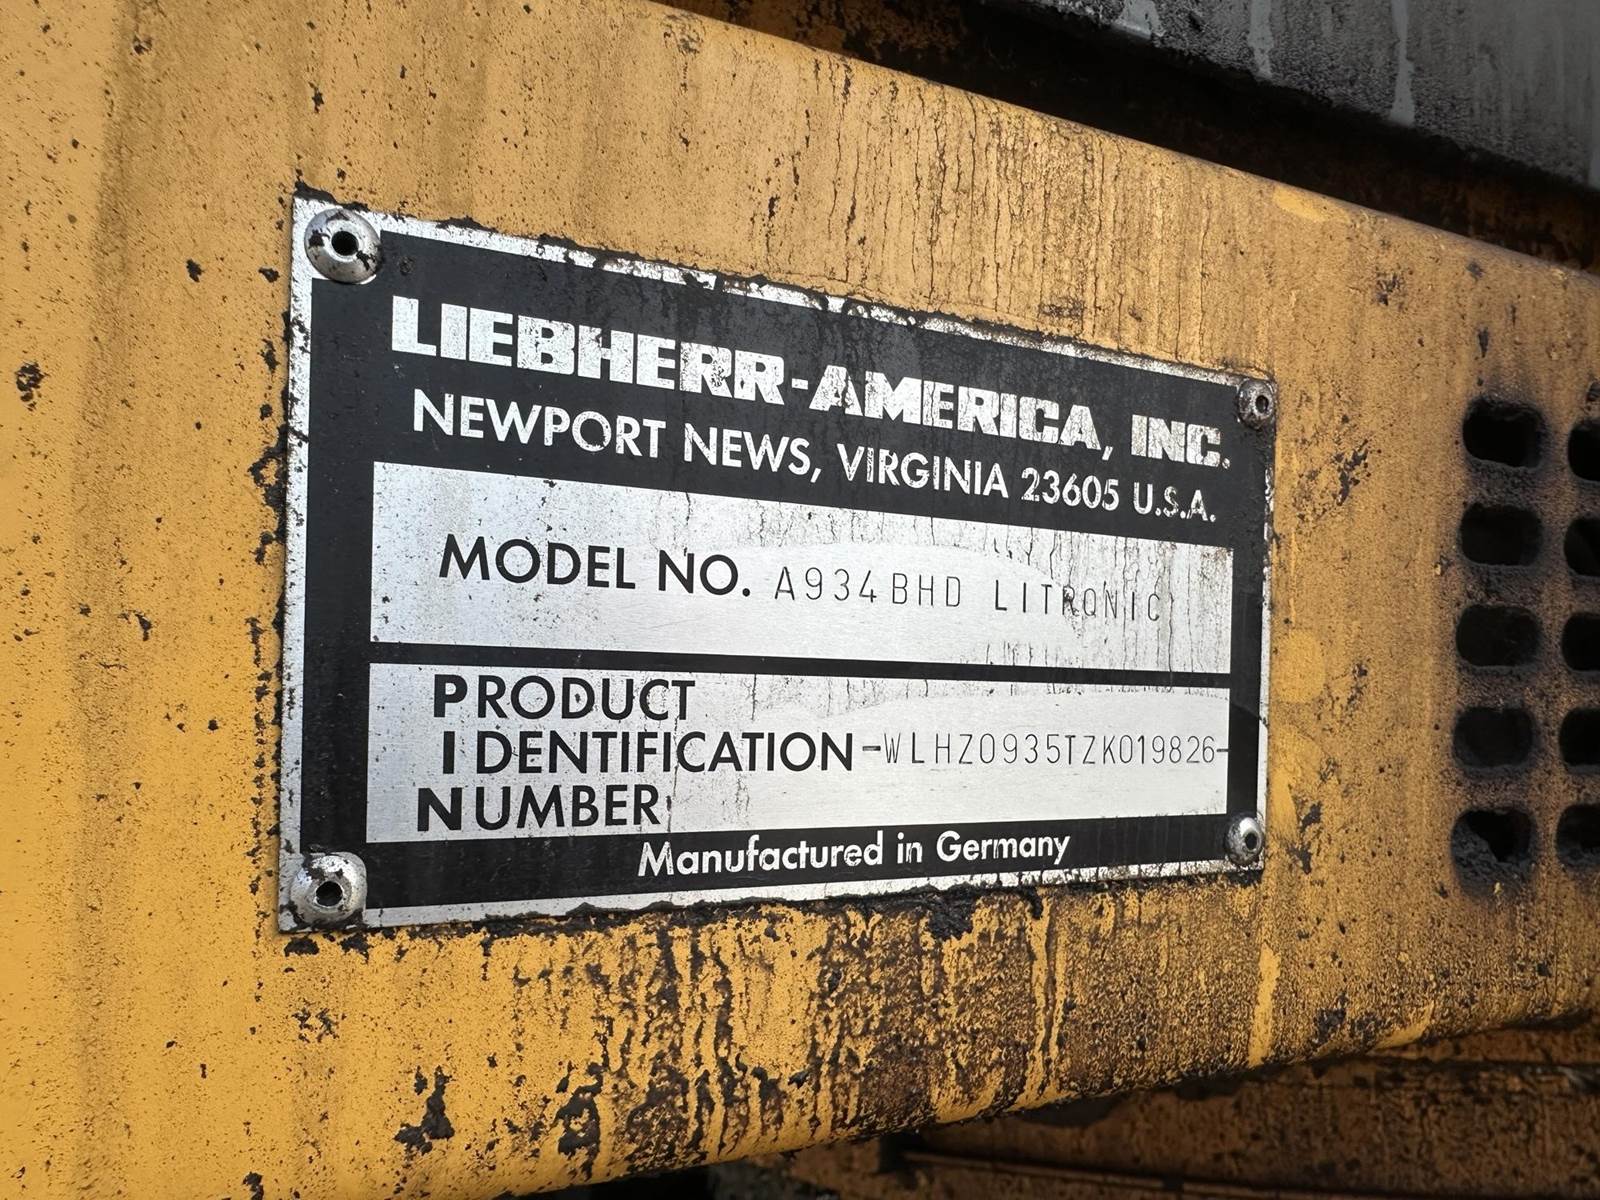 LIEBHERR-AMERICA, INC.
NEWPORT NEWS, VIRGINIA 23605 U.S.A.
MODEL NO. A934BHD LITRONIC
PRODUCT
IDENTIFICATION -WLHZ0935TZK019826-
NUMBER
Manufactured in Germany